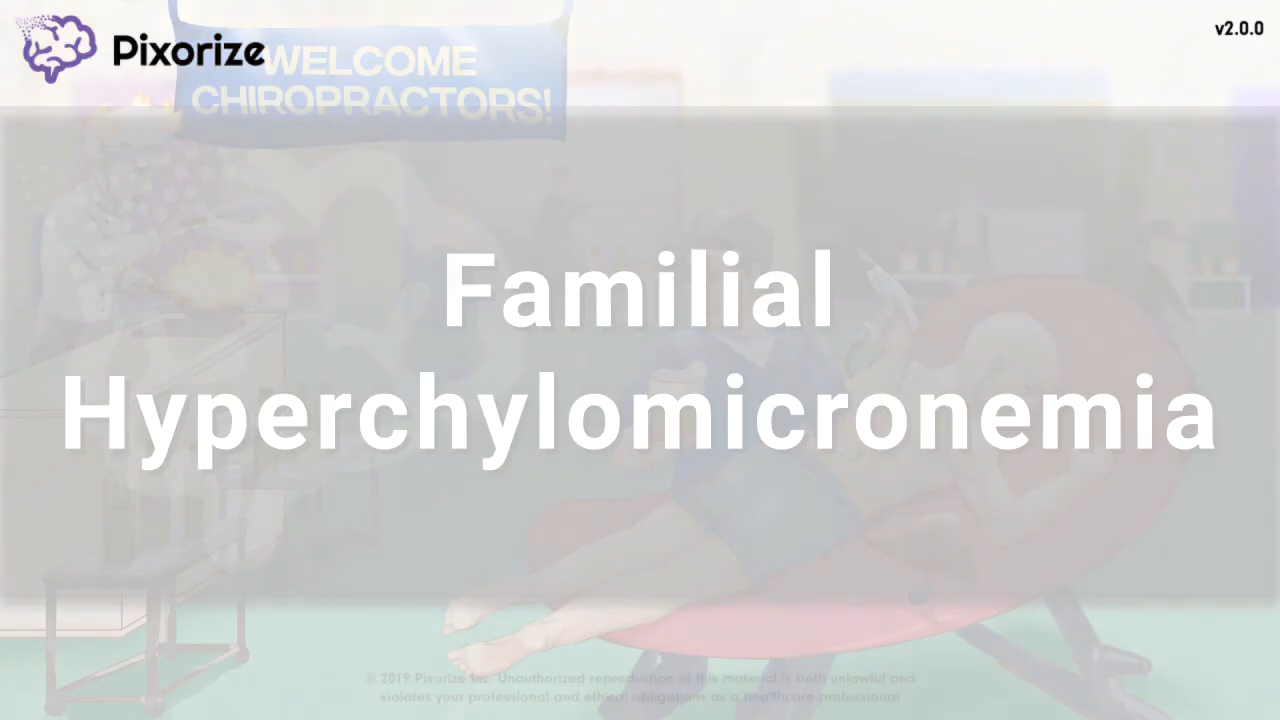 Pixorize
v2.0.0
WELCOME
CHIROPRACTORS!
Familial
Hyperchylomicronemia
© 2019 Pixorize Inc. Unauthorized reproduction of this material is both unlawful and
violates your professional and ethical obligations as a healthcare professional